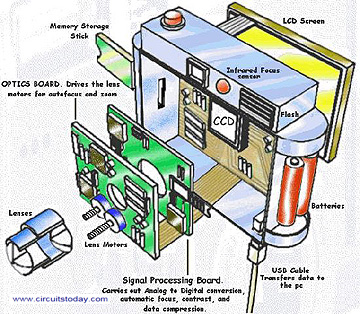 Memory Storage
Stick
LCD Screen
Infrared Focus
sensor
OPTICS BOARD. Drives the lens
motors for autofocus and zoom
Flash
CCD
Batteries
Lenses
Lens Motors
USB Cable
Transfers data to
the pc
Signal Processing Board.
Carries out Analog to Digital conversion,
automatic focus, contrast, and
data compression.
www.circuitstoday.com